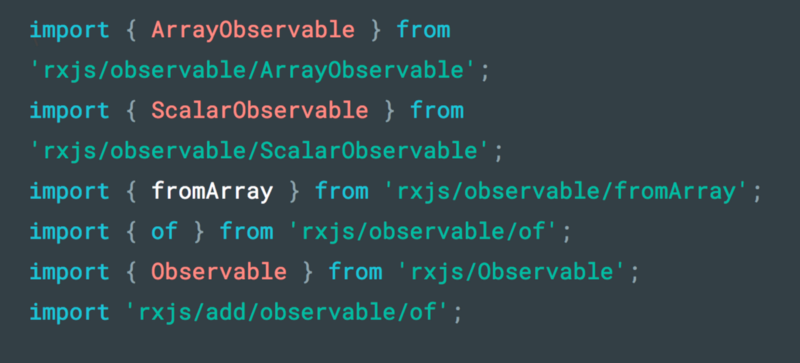 import { ArrayObservable } from
'rxjs/observable/ArrayObservable';
import { ScalarObservable } from
'rxjs/observable/ScalarObservable';
import { fromArray } from 'rxjs/observable/fromArray';
import { of } from 'rxjs/observable/of';
import { Observable } from 'rxjs/Observable';
import 'rxjs/add/observable/of';